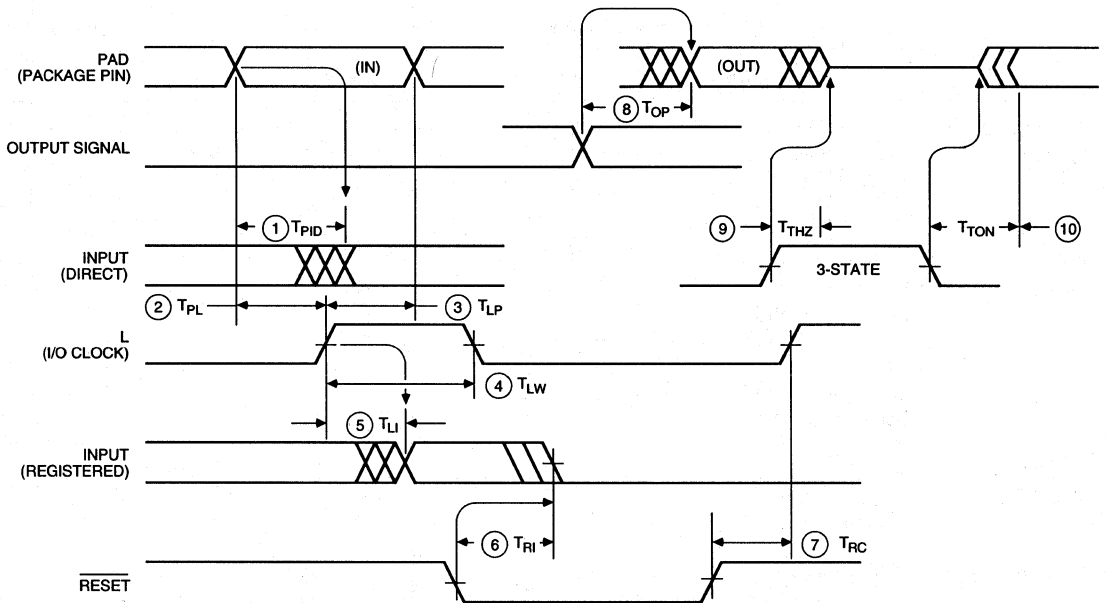 PAD
(PACKAGE PIN)
(IN)
(OUT)
8 TOP
OUTPUT SIGNAL
1 TPID
9 TTHZ
TTON 10
INPUT
(DIRECT)
3-STATE
2 TPL
3 TLP
L
(I/O CLOCK)
4 TLW
5 TLI
INPUT
(REGISTERED)
6 TRI
7 TRC
RESET